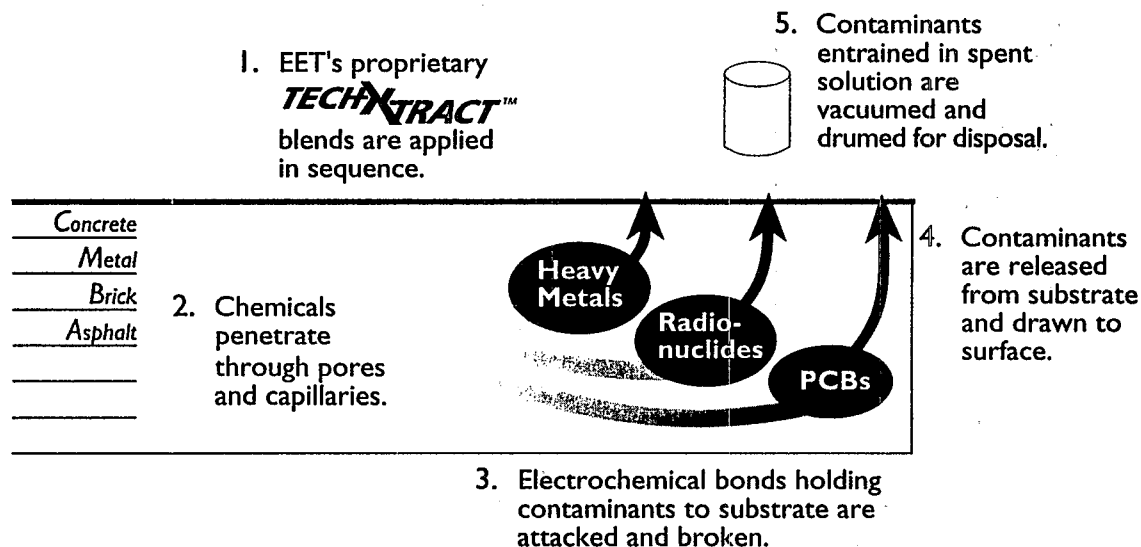 1. EET's proprietary
TECHXTRACT™
blends are applied
in sequence.
5. Contaminants
entrained in spent
solution are
vacuumed and
drumed for disposal.
Concrete
Metal
Brick
Asphalt
2. Chemicals
penetrate
through pores
and capillaries.
Heavy
Metals
Radio-
nuclides
PCBs
4. Contaminants
are released
from substrate
and drawn to
surface.
3. Electrochemical bonds holding
contaminants to substrate are
attacked and broken.